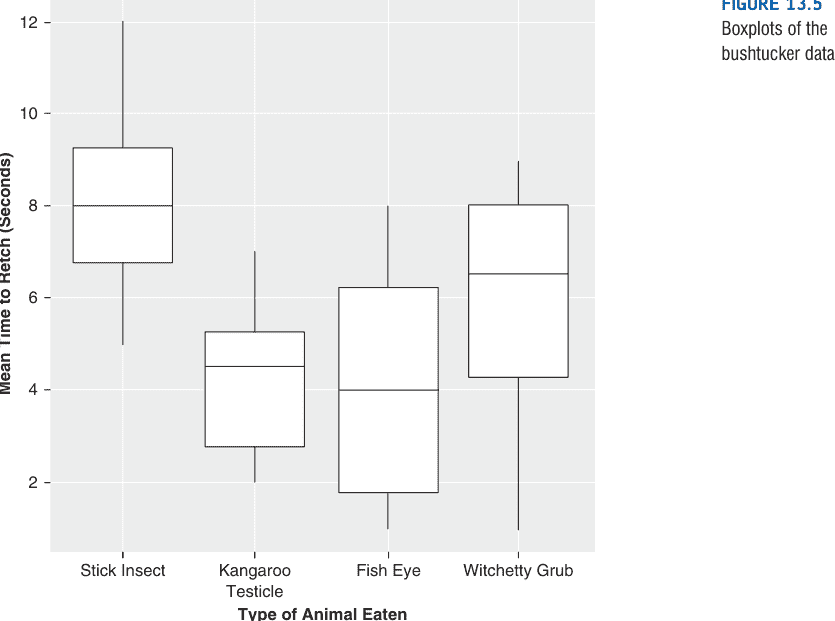 FIGURE 13.5
Boxplots of the
bushtucker data
Mean Time to Retch (Seconds)
12
10
8
6
4
2
Stick Insect
Kangaroo
Testicle
Fish Eye
Witchetty Grub
Type of Animal Eaten